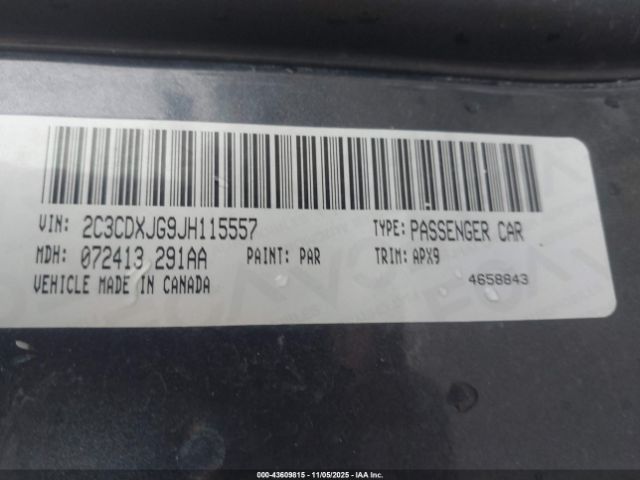 VIN: 2C3CDXJG9JH115557 TYPE: PASSENGER CAR
MDH: 072413 291AA PAINT: PAR TRIM: APX9
VEHICLE MADE IN CANADA 4658843
000-43609815 - 11/05/2025 - IAA Inc.